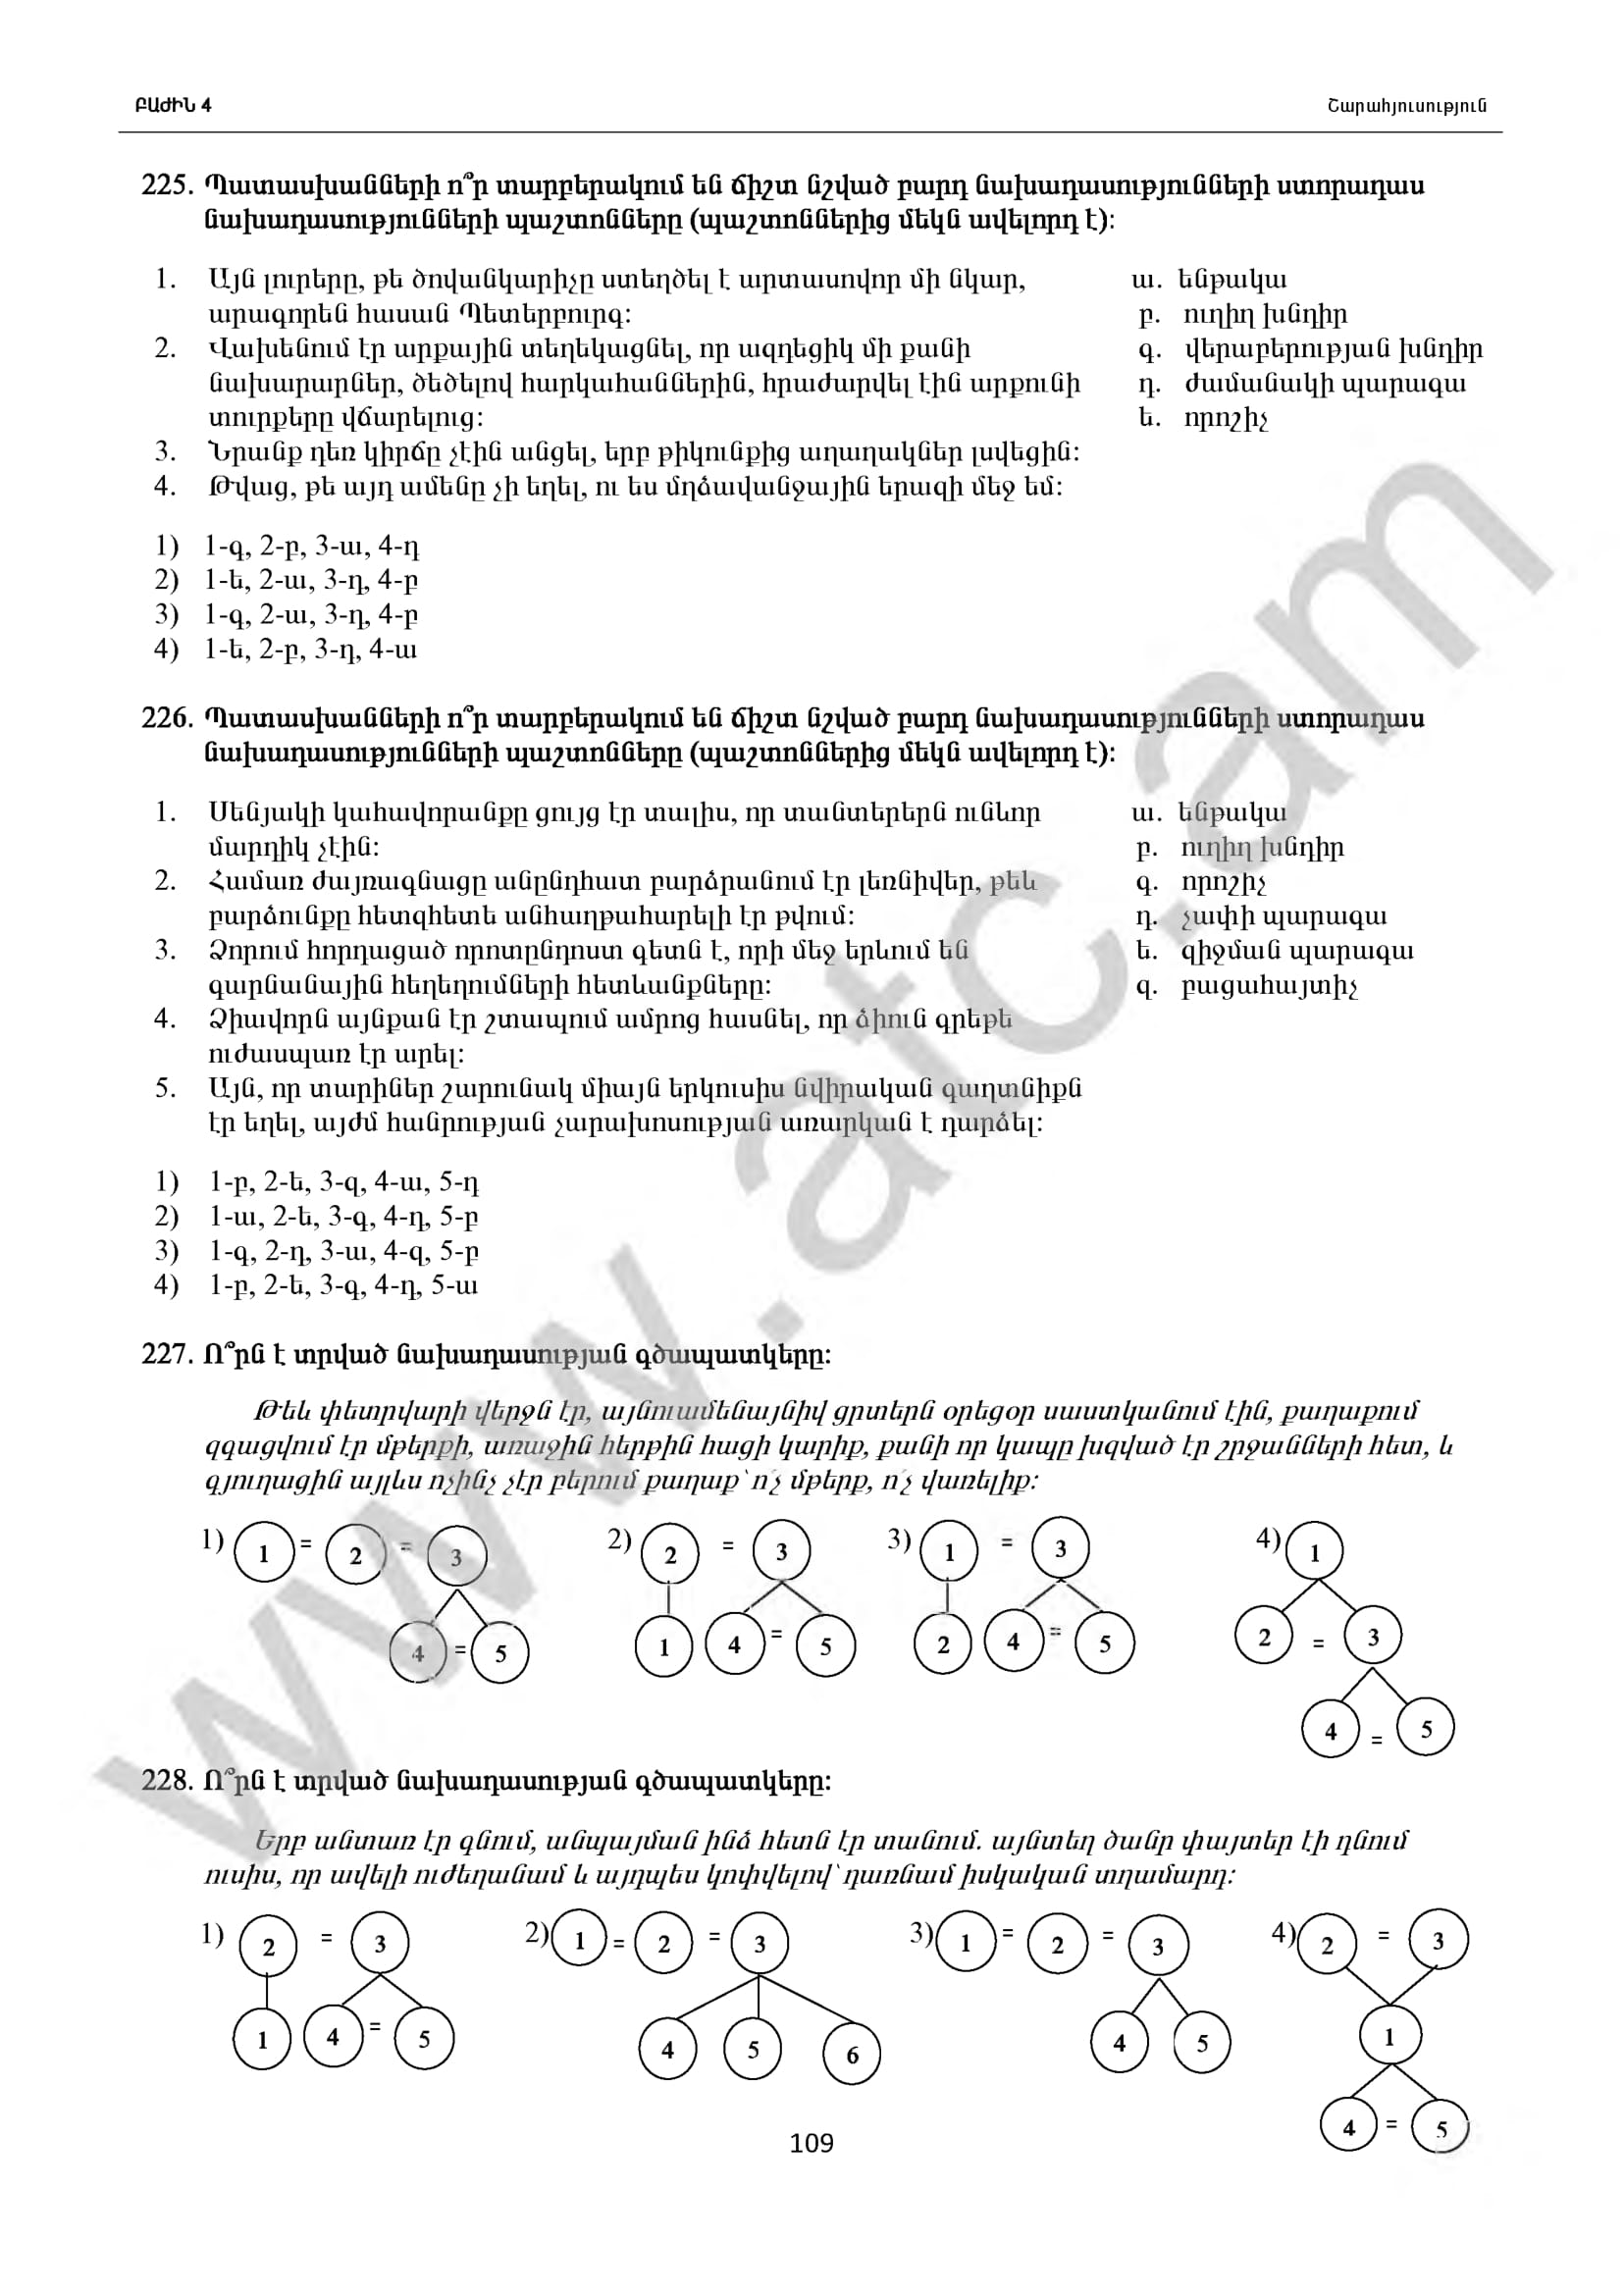 ԲԱԺԻՆ 4 Շարահյուսություն
225. Պատասխանների ո՞ր տարբերակում են ճիշտ նշված բարդ նախադասությունների ստորադաս
նախադասությունների պաշտոնները (պաշտոններից մեկն ավելորդ է):
1. Այն լուրերը, թե ծովանկարիչը ստեղծել է արտասովոր մի նկար,
արագորեն հասան Պետերբուրգ:
2. Վախենում էր արքային տեղեկացնել, որ ազդեցիկ մի քանի
նախարարներ, ծեծելով հարկահաններին, հրաժարվել էին արքունի
տուրքերը վճարելուց:
3. Նրանք դեռ կիրճը չէին անցել, երբ թիկունքից աղաղակներ լսվեցին:
4. Թվաց, թե այդ ամենը չի եղել, ու ես մղձավանջային երազի մեջ եմ:
ա. ենթակա
բ. ուղիղ խնդիր
գ. վերաբերության խնդիր
դ. ժամանակի պարագա
ե. որոշիչ
1) 1-գ, 2-բ, 3-ա, 4-դ
2) 1-ե, 2-ա, 3-դ, 4-բ
3) 1-գ, 2-ա, 3-դ, 4-բ
4) 1-ե, 2-բ, 3-դ, 4-ա
226. Պատասխանների ո՞ր տարբերակում են ճիշտ նշված բարդ նախադասությունների ստորադաս
նախադասությունների պաշտոնները (պաշտոններից մեկն ավելորդ է):
1. Սենյակի կահավորանքը ցույց էր տալիս, որ տանտերերն ունևոր
մարդիկ չէին:
2. Համառ ժայռագնացը անընդհատ բարձրանում էր լեռնիվեր, թեև
բարձունքը հետզհետե անհաղթահարելի էր թվում:
3. Ձորում հորդացած որոտընդոստ գետն է, որի մեջ երևում են
գարնանային հեղեղումների հետևանքները:
4. Ձիավորն այնքան էր շտապում ամրոց հասնել, որ ձիուն գրեթե
ուժասպառ էր արել:
5. Այն, որ տարիներ շարունակ միայն երկուսիս նվիրական գաղտնիքն
էր եղել, այժմ հանրության չարախոսության առարկան է դարձել:
ա. ենթակա
բ. ուղիղ խնդիր
գ. որոշիչ
դ. չափի պարագա
ե. զիջման պարագա
զ. բացահայտիչ
1) 1-բ, 2-ե, 3-զ, 4-ա, 5-դ
2) 1-ա, 2-ե, 3-գ, 4-դ, 5-բ
3) 1-գ, 2-դ, 3-ա, 4-զ, 5-բ
4) 1-բ, 2-ե, 3-գ, 4-դ, 5-ա
227. Ո՞րն է տրված նախադասության գծապատկերը:
Թեև փետրվարի վերջն էր, այնուամենայնիվ ցրտերն օրեցօր սաստկանում էին, քաղաքում
զգացվում էր մթերքի, առաջին հերթին հացի կարիք, քանի որ կապը խզված էր շրջանների հետ, և
գյուղացին այլևս ոչինչ չէր բերում քաղաք՝ ո՛չ մթերք, ո՛չ վառելիք:
1) 1 = 2 = 3
4 = 5
2) 2 = 3
1 4 = 5
3) 1 = 3
2 4 = 5
4) 1
2 = 3
4 = 5
228. Ո՞րն է տրված նախադասության գծապատկերը:
Երբ անտառ էր գնում, անպայման ինձ հետն էր տանում. այնտեղ ծանր փայտեր էի դնում
ուսիս, որ ավելի ուժեղանամ և այդպես կոփվելով՝ դառնամ իսկական տղամարդ:
1) 2 = 3
1 4 = 5
2) 1 = 2 = 3
4 5 6
3) 1 = 2 = 3
4 5
4) 2 = 3
1
4 = 5
109
www.atc.am